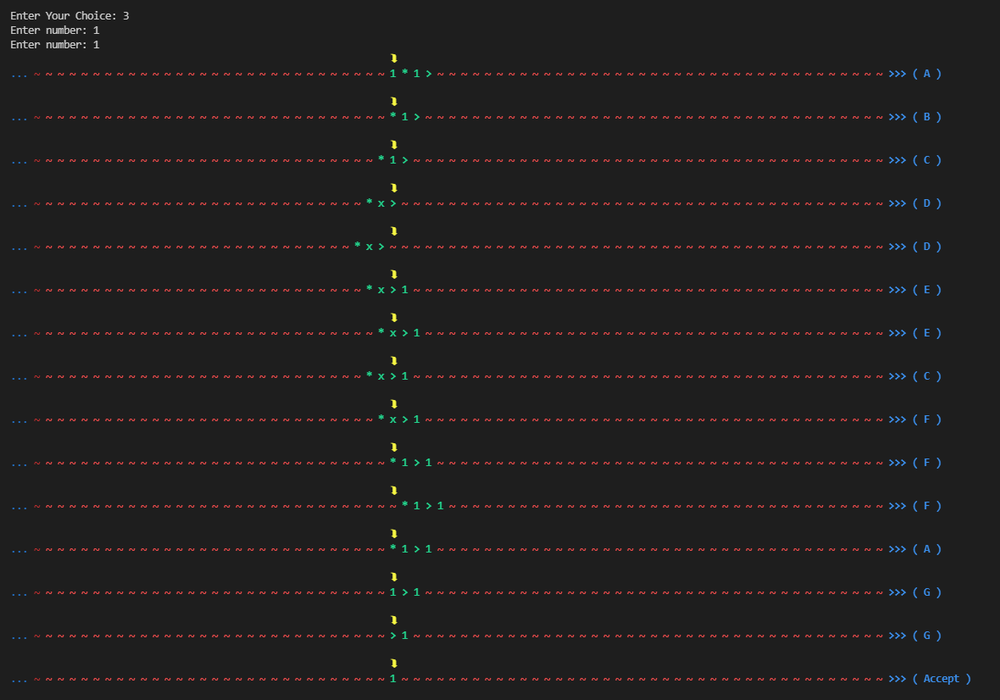 Enter Your Choice: 3
Enter number: 1
Enter number: 1
⮯
... ~ ~ ~ ~ ~ ~ ~ ~ ~ ~ ~ ~ ~ ~ ~ ~ ~ ~ ~ ~ ~ ~ ~ ~ ~ ~ ~ ~ ~ ~ 1 * 1 > ~ ~ ~ ~ ~ ~ ~ ~ ~ ~ ~ ~ ~ ~ ~ ~ ~ ~ ~ ~ ~ ~ ~ ~ ~ ~ ~ ~ ~ ~ ~ ~ ~ ~ ~ ~ ~ ~ >>> ( A )
⮯
... ~ ~ ~ ~ ~ ~ ~ ~ ~ ~ ~ ~ ~ ~ ~ ~ ~ ~ ~ ~ ~ ~ ~ ~ ~ ~ ~ ~ ~ ~ * 1 > ~ ~ ~ ~ ~ ~ ~ ~ ~ ~ ~ ~ ~ ~ ~ ~ ~ ~ ~ ~ ~ ~ ~ ~ ~ ~ ~ ~ ~ ~ ~ ~ ~ ~ ~ ~ ~ ~ ~ >>> ( B )
⮯
... ~ ~ ~ ~ ~ ~ ~ ~ ~ ~ ~ ~ ~ ~ ~ ~ ~ ~ ~ ~ ~ ~ ~ ~ ~ ~ ~ ~ ~ * 1 > ~ ~ ~ ~ ~ ~ ~ ~ ~ ~ ~ ~ ~ ~ ~ ~ ~ ~ ~ ~ ~ ~ ~ ~ ~ ~ ~ ~ ~ ~ ~ ~ ~ ~ ~ ~ ~ ~ ~ ~ >>> ( C )
⮯
... ~ ~ ~ ~ ~ ~ ~ ~ ~ ~ ~ ~ ~ ~ ~ ~ ~ ~ ~ ~ ~ ~ ~ ~ ~ ~ ~ ~ * x > ~ ~ ~ ~ ~ ~ ~ ~ ~ ~ ~ ~ ~ ~ ~ ~ ~ ~ ~ ~ ~ ~ ~ ~ ~ ~ ~ ~ ~ ~ ~ ~ ~ ~ ~ ~ ~ ~ ~ ~ ~ >>> ( D )
⮯
... ~ ~ ~ ~ ~ ~ ~ ~ ~ ~ ~ ~ ~ ~ ~ ~ ~ ~ ~ ~ ~ ~ ~ ~ ~ ~ ~ * x > ~ ~ ~ ~ ~ ~ ~ ~ ~ ~ ~ ~ ~ ~ ~ ~ ~ ~ ~ ~ ~ ~ ~ ~ ~ ~ ~ ~ ~ ~ ~ ~ ~ ~ ~ ~ ~ ~ ~ ~ ~ ~ >>> ( D )
⮯
... ~ ~ ~ ~ ~ ~ ~ ~ ~ ~ ~ ~ ~ ~ ~ ~ ~ ~ ~ ~ ~ ~ ~ ~ ~ ~ ~ ~ * x > 1 ~ ~ ~ ~ ~ ~ ~ ~ ~ ~ ~ ~ ~ ~ ~ ~ ~ ~ ~ ~ ~ ~ ~ ~ ~ ~ ~ ~ ~ ~ ~ ~ ~ ~ ~ ~ ~ ~ ~ ~ >>> ( E )
⮯
... ~ ~ ~ ~ ~ ~ ~ ~ ~ ~ ~ ~ ~ ~ ~ ~ ~ ~ ~ ~ ~ ~ ~ ~ ~ ~ ~ ~ ~ * x > 1 ~ ~ ~ ~ ~ ~ ~ ~ ~ ~ ~ ~ ~ ~ ~ ~ ~ ~ ~ ~ ~ ~ ~ ~ ~ ~ ~ ~ ~ ~ ~ ~ ~ ~ ~ ~ ~ ~ ~ >>> ( E )
⮯
... ~ ~ ~ ~ ~ ~ ~ ~ ~ ~ ~ ~ ~ ~ ~ ~ ~ ~ ~ ~ ~ ~ ~ ~ ~ ~ ~ ~ * x > 1 ~ ~ ~ ~ ~ ~ ~ ~ ~ ~ ~ ~ ~ ~ ~ ~ ~ ~ ~ ~ ~ ~ ~ ~ ~ ~ ~ ~ ~ ~ ~ ~ ~ ~ ~ ~ ~ ~ ~ ~ >>> ( C )
⮯
... ~ ~ ~ ~ ~ ~ ~ ~ ~ ~ ~ ~ ~ ~ ~ ~ ~ ~ ~ ~ ~ ~ ~ ~ ~ ~ ~ ~ ~ * x > 1 ~ ~ ~ ~ ~ ~ ~ ~ ~ ~ ~ ~ ~ ~ ~ ~ ~ ~ ~ ~ ~ ~ ~ ~ ~ ~ ~ ~ ~ ~ ~ ~ ~ ~ ~ ~ ~ ~ ~ >>> ( F )
⮯
... ~ ~ ~ ~ ~ ~ ~ ~ ~ ~ ~ ~ ~ ~ ~ ~ ~ ~ ~ ~ ~ ~ ~ ~ ~ ~ ~ ~ ~ ~ * 1 > 1 ~ ~ ~ ~ ~ ~ ~ ~ ~ ~ ~ ~ ~ ~ ~ ~ ~ ~ ~ ~ ~ ~ ~ ~ ~ ~ ~ ~ ~ ~ ~ ~ ~ ~ ~ ~ ~ ~ >>> ( F )
⮯
... ~ ~ ~ ~ ~ ~ ~ ~ ~ ~ ~ ~ ~ ~ ~ ~ ~ ~ ~ ~ ~ ~ ~ ~ ~ ~ ~ ~ ~ ~ ~ * 1 > 1 ~ ~ ~ ~ ~ ~ ~ ~ ~ ~ ~ ~ ~ ~ ~ ~ ~ ~ ~ ~ ~ ~ ~ ~ ~ ~ ~ ~ ~ ~ ~ ~ ~ ~ ~ ~ ~ >>> ( F )
⮯
... ~ ~ ~ ~ ~ ~ ~ ~ ~ ~ ~ ~ ~ ~ ~ ~ ~ ~ ~ ~ ~ ~ ~ ~ ~ ~ ~ ~ ~ ~ * 1 > 1 ~ ~ ~ ~ ~ ~ ~ ~ ~ ~ ~ ~ ~ ~ ~ ~ ~ ~ ~ ~ ~ ~ ~ ~ ~ ~ ~ ~ ~ ~ ~ ~ ~ ~ ~ ~ ~ ~ >>> ( A )
⮯
... ~ ~ ~ ~ ~ ~ ~ ~ ~ ~ ~ ~ ~ ~ ~ ~ ~ ~ ~ ~ ~ ~ ~ ~ ~ ~ ~ ~ ~ ~ 1 > 1 ~ ~ ~ ~ ~ ~ ~ ~ ~ ~ ~ ~ ~ ~ ~ ~ ~ ~ ~ ~ ~ ~ ~ ~ ~ ~ ~ ~ ~ ~ ~ ~ ~ ~ ~ ~ ~ ~ ~ >>> ( G )
⮯
... ~ ~ ~ ~ ~ ~ ~ ~ ~ ~ ~ ~ ~ ~ ~ ~ ~ ~ ~ ~ ~ ~ ~ ~ ~ ~ ~ ~ ~ ~ > 1 ~ ~ ~ ~ ~ ~ ~ ~ ~ ~ ~ ~ ~ ~ ~ ~ ~ ~ ~ ~ ~ ~ ~ ~ ~ ~ ~ ~ ~ ~ ~ ~ ~ ~ ~ ~ ~ ~ ~ ~ >>> ( G )
⮯
... ~ ~ ~ ~ ~ ~ ~ ~ ~ ~ ~ ~ ~ ~ ~ ~ ~ ~ ~ ~ ~ ~ ~ ~ ~ ~ ~ ~ ~ ~ 1 ~ ~ ~ ~ ~ ~ ~ ~ ~ ~ ~ ~ ~ ~ ~ ~ ~ ~ ~ ~ ~ ~ ~ ~ ~ ~ ~ ~ ~ ~ ~ ~ ~ ~ ~ ~ ~ ~ ~ ~ ~ >>> ( Accept )